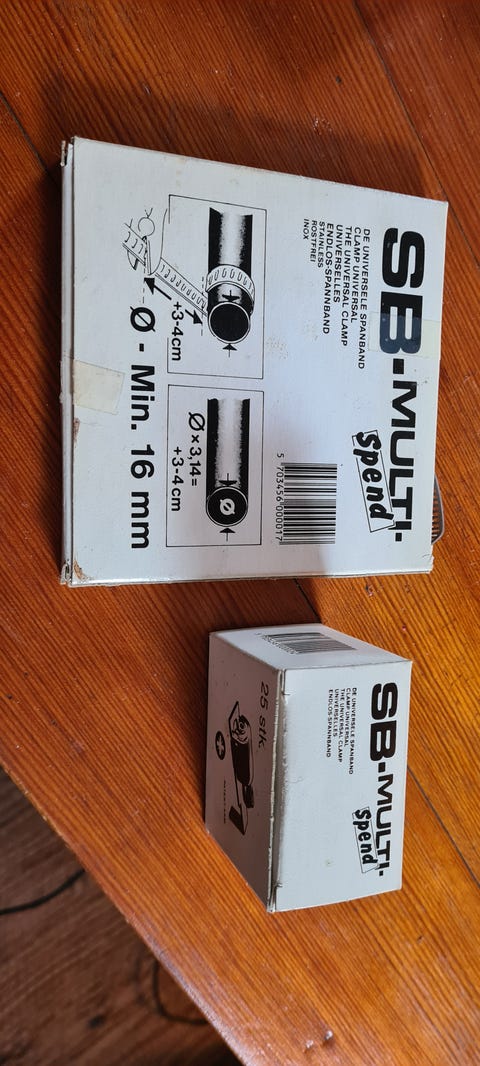 SB-MULTI-
Spend
DE UNIVERSELE SPANBAND
CLAMP UNIVERSAL
THE UNIVERSAL CLAMP
UNIVERSELLES
ENDLOS-SPANNBAND
STAINLESS
ROSTFREI
INOX
5 703456 000017
+3-4cm
Ø x 3,14 =
+3-4cm
Ø
Ø - Min. 16 mm
SB-MULTI-
Spend
DE UNIVERSELE SPANBAND
CLAMP UNIVERSAL
THE UNIVERSAL CLAMP
UNIVERSELLES
ENDLOS-SPANNBAND
25 stk.